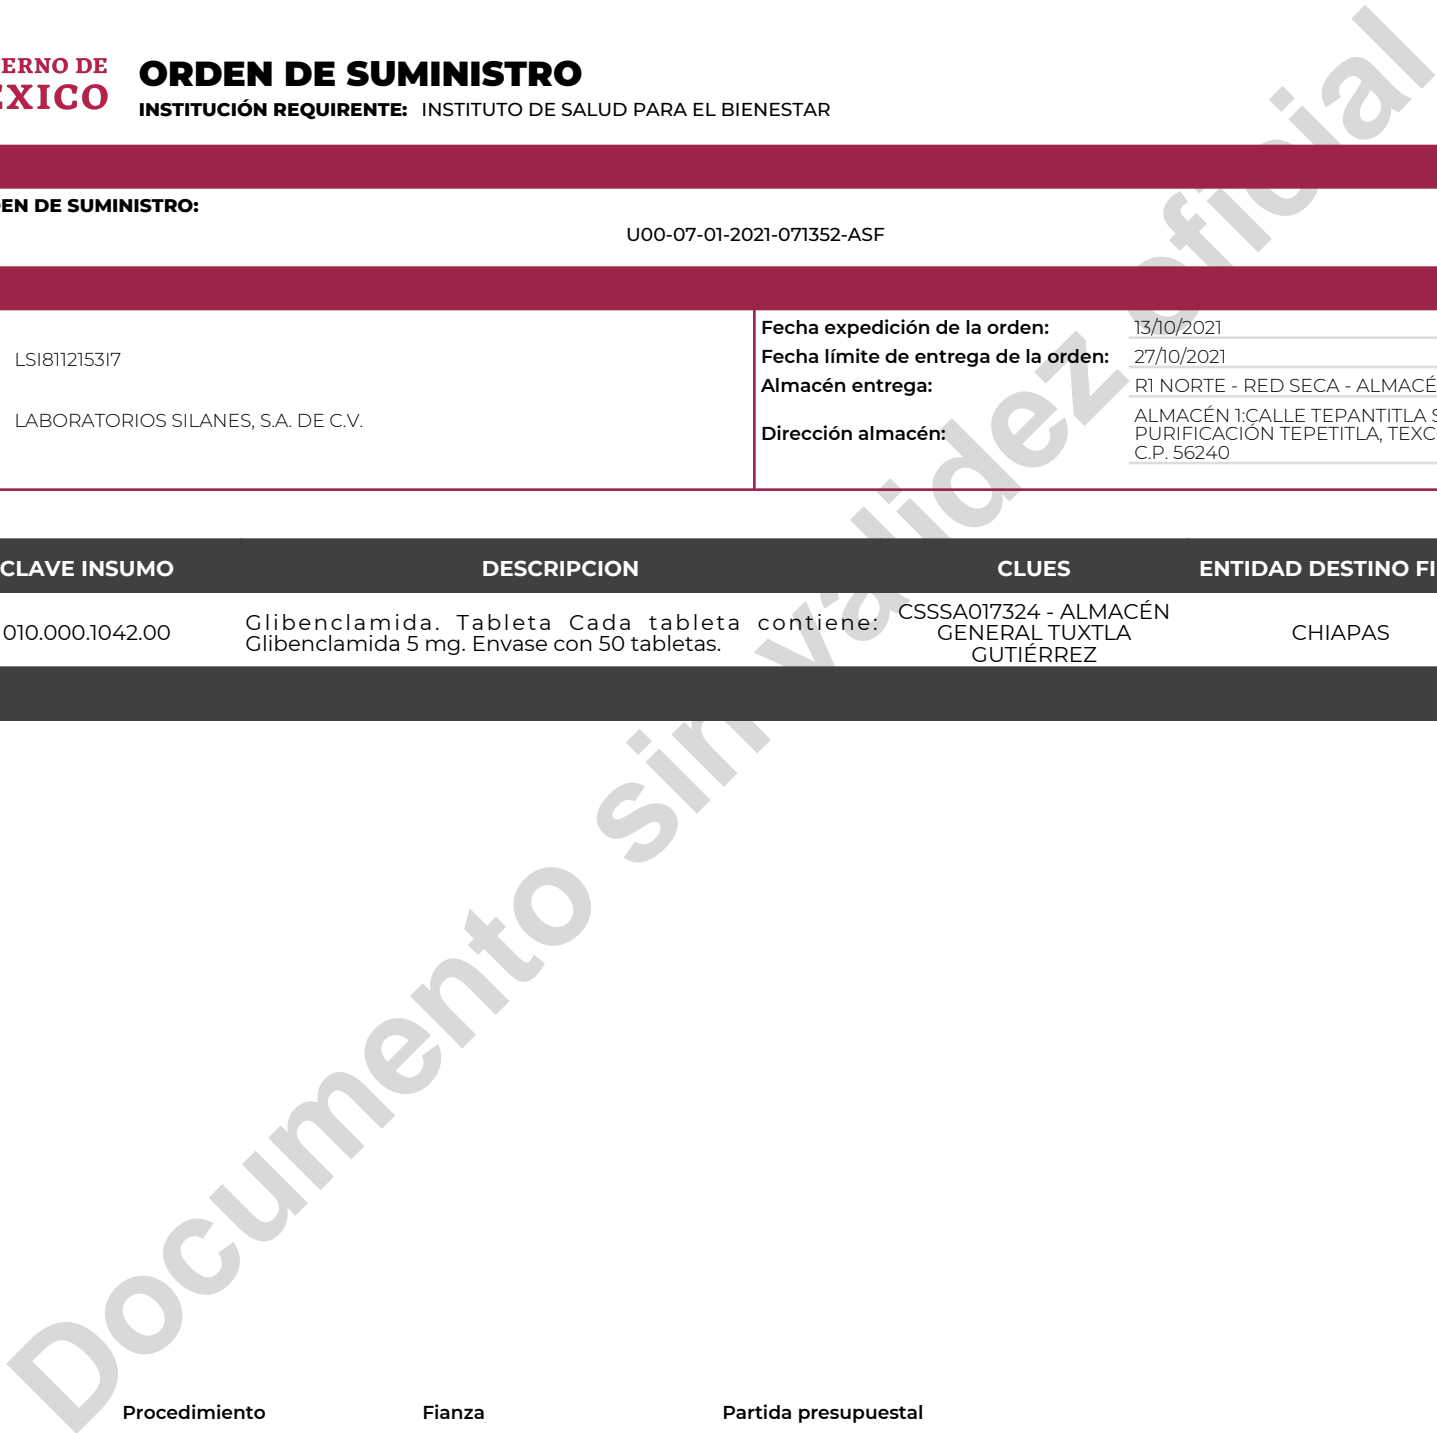 ERNO DE
EXICO
ORDEN DE SUMINISTRO
INSTITUCIÓN REQUIRENTE: INSTITUTO DE SALUD PARA EL BIENESTAR
EN DE SUMINISTRO:
U00-07-01-2021-071352-ASF
LSI8112153I7
LABORATORIOS SILANES, S.A. DE C.V.
Fecha expedición de la orden: 13/10/2021
Fecha límite de entrega de la orden: 27/10/2021
Almacén entrega: R1 NORTE - RED SECA - ALMACÉ
Dirección almacén:
ALMACÉN 1:CALLE TEPANTITLA S
PURIFICACIÓN TEPETITLA, TEXC
C.P. 56240
CLAVE INSUMO DESCRIPCION CLUES ENTIDAD DESTINO FI
010.000.1042.00
Glibenclamida. Tableta Cada tableta contiene:
Glibenclamida 5 mg. Envase con 50 tabletas.
CSSSA017324 - ALMACÉN
GENERAL TUXTLA
GUTIÉRREZ
CHIAPAS
Documento sin validez oficial
Procedimiento Fianza Partida presupuestal